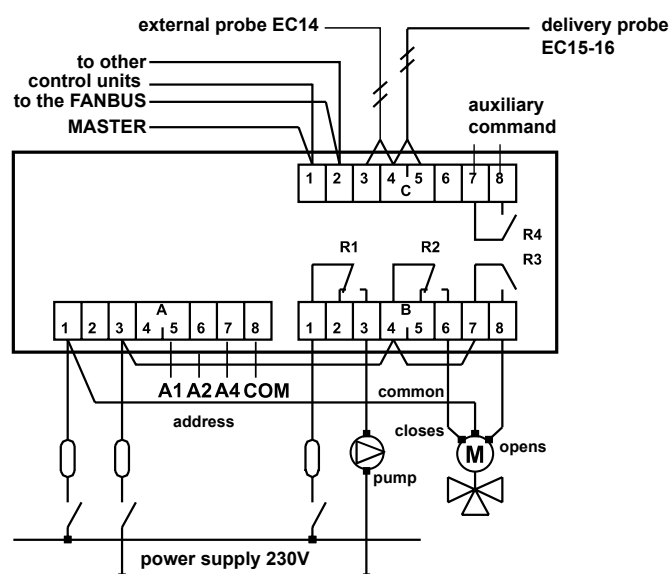 external probe EC14
delivery probe
EC15-16
to other
control units
to the FANBUS
MASTER
auxiliary
command
1 2 3 4 5 6 7 8
C
R4
R1 R2 R3
A
1 2 3 4 5 6 7 8
B
1 2 3 4 5 6 7 8
A1 A2 A4 COM
address
common
closes
opens
M
pump
power supply 230V